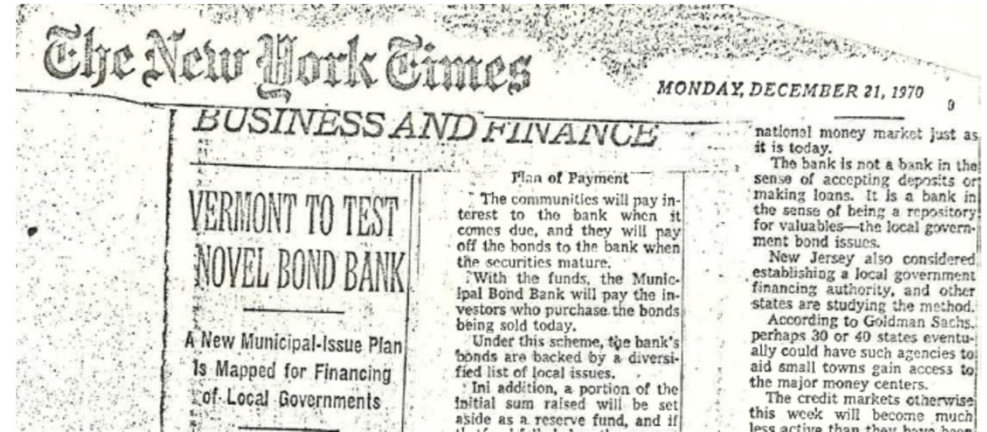 The New York Times
MONDAY, DECEMBER 21, 1970
9
BUSINESS AND FINANCE
VERMONT TO TEST
NOVEL BOND BANK
A New Municipal-Issue Plan
Is Mapped for Financing
of Local Governments
Plan of Payment
The communities will pay in-
terest to the bank when it
comes due, and they will pay
off the bonds to the bank when
the securities mature.
With the funds, the Munic-
ipal Bond Bank will pay the in-
vestors who purchase the bonds
being sold today.
Under this scheme, the bank's
bonds are backed by a diversi-
fied list of local issues.
Ini addition, a portion of the
initial sum raised will be set
aside as a reserve fund, and if
national money market just as
it is today.
The bank is not a bank in the
sense of accepting deposits or
making loans. It is a bank in
the sense of being a repository
for valuables—the local govern-
ment bond issues.
New Jersey also considered
establishing a local government
financing authority, and other
states are studying the method.
According to Goldman Sachs,
perhaps 30 or 40 states eventu-
ally could have such agencies to
aid small towns gain access to
the major money centers.
The credit markets otherwise
this week will become much
less active than they have been